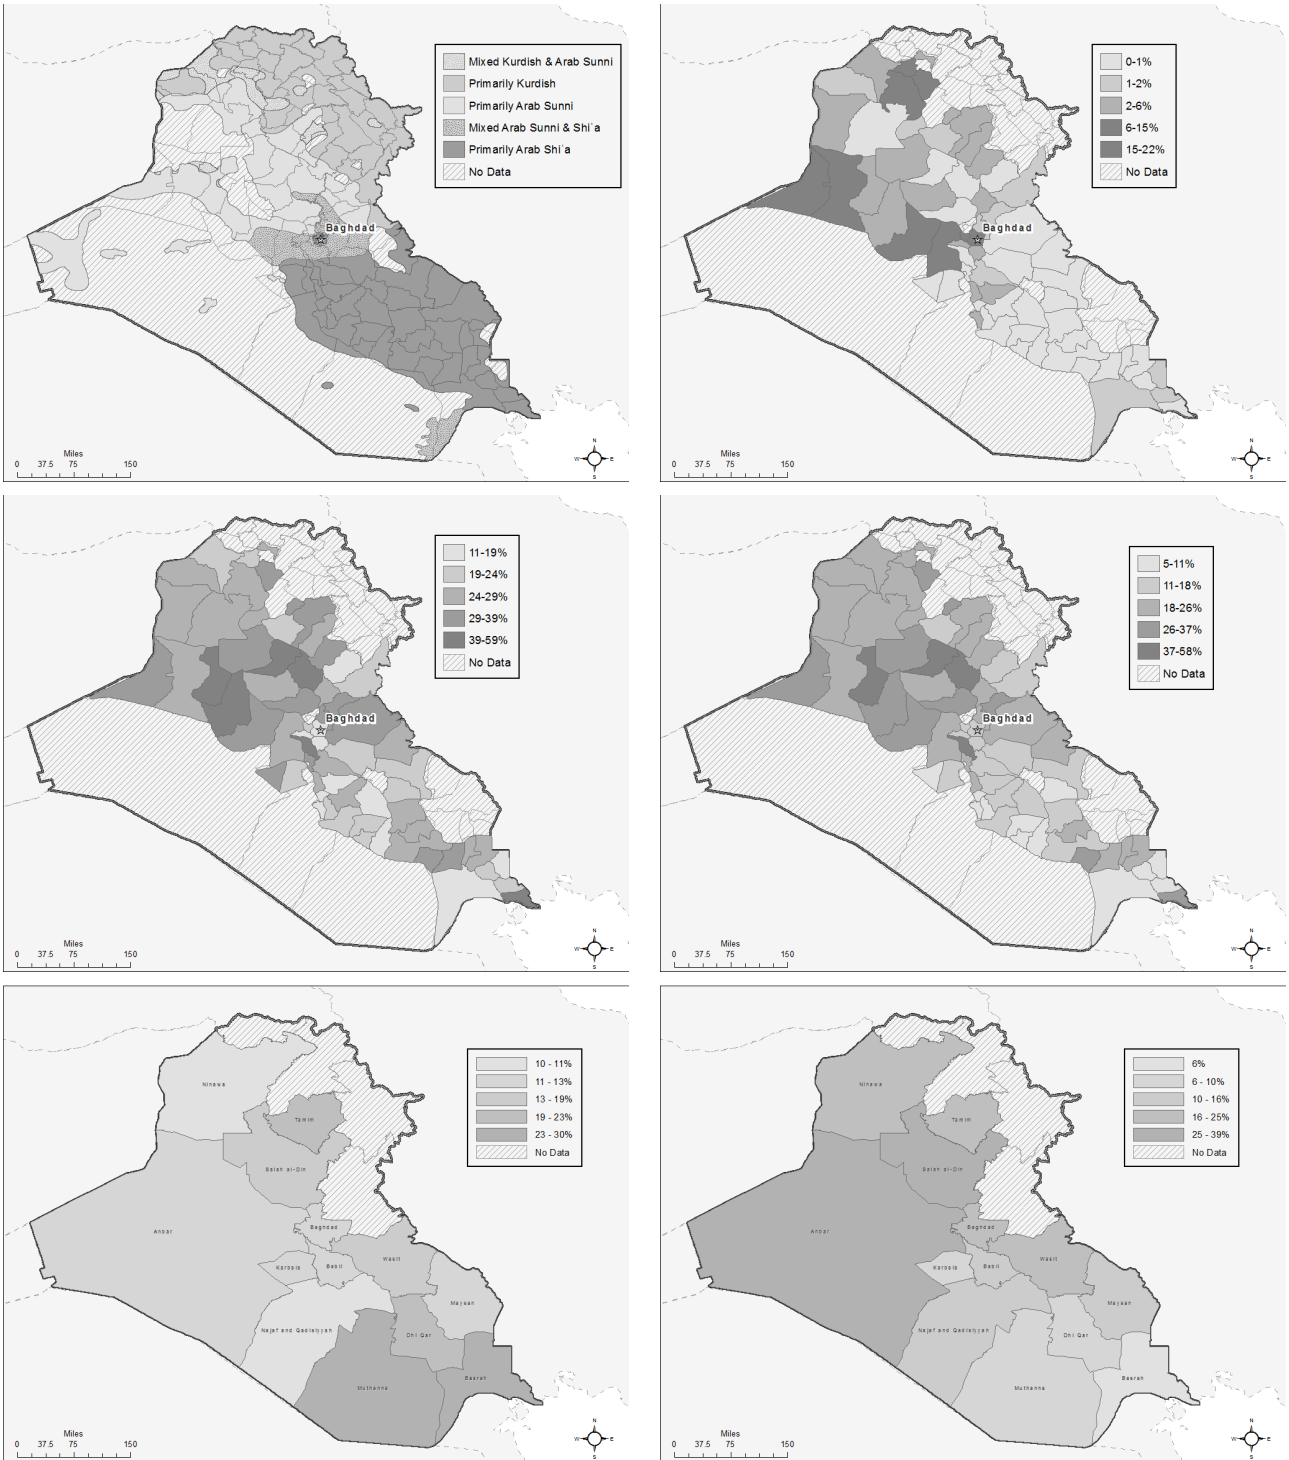 Mixed Kurdish & Arab Sunni
Primarily Kurdish
Primarily Arab Sunni
Mixed Arab Sunni & Shi`a
Primarily Arab Shi`a
No Data
Baghdad
Miles
0 37.5 75 150
N
W E
S
0-1%
1-2%
2-6%
6-15%
15-22%
No Data
Baghdad
Miles
0 37.5 75 150
N
W E
S
11-19%
19-24%
24-29%
29-39%
39-59%
No Data
Baghdad
Miles
0 37.5 75 150
N
W E
S
5-11%
11-18%
18-26%
26-37%
37-58%
No Data
Baghdad
Miles
0 37.5 75 150
N
W E
S
10 - 11%
11 - 13%
13 - 19%
19 - 23%
23 - 30%
No Data
Ninawa
Tamim
Salah al-Din
Anbar
Baghdad
Wasit
Karbala
Babil
Maysan
Najaf and Qadisiyyah
Dhi Qar
Muthanna
Basrah
Miles
0 37.5 75 150
N
W E
S
6%
6 - 10%
10 - 16%
16 - 25%
25 - 39%
No Data
Ninawa
Tamim
Salah al-Din
Anbar
Baghdad
Wasit
Karbala
Babil
Maysan
Najaf and Qadisiyyah
Dhi Qar
Muthanna
Basrah
Miles
0 37.5 75 150
N
W E
S